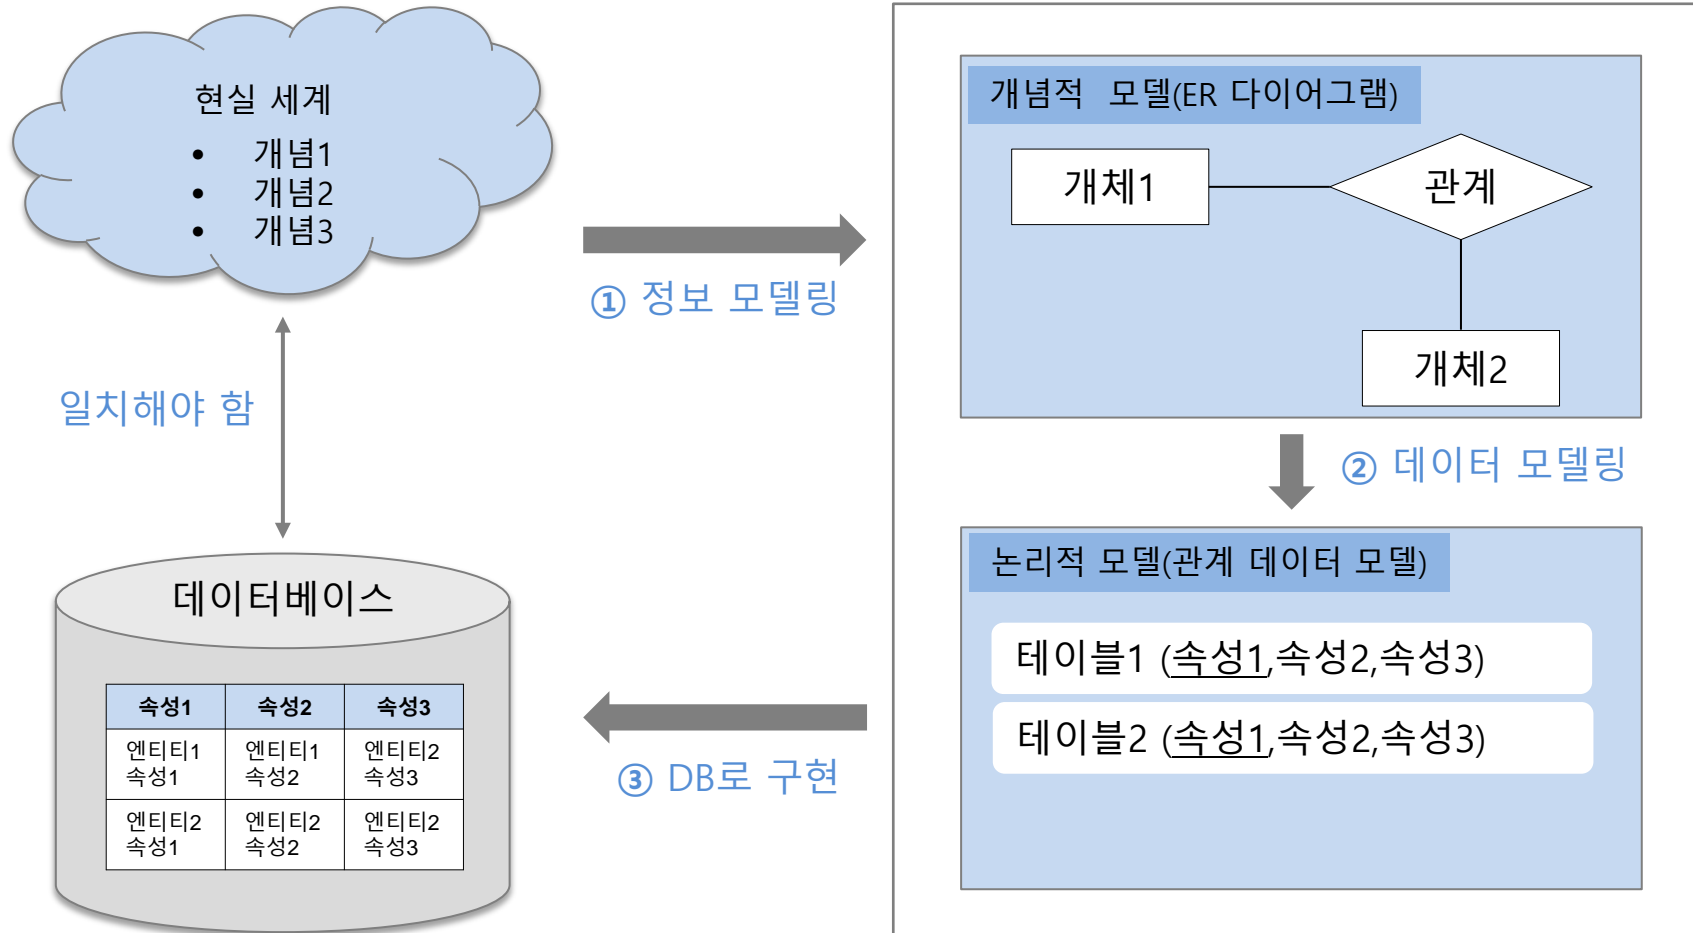 현실 세계
• 개념1
• 개념2
• 개념3
① 정보 모델링
개념적 모델(ER 다이어그램)
개체1
관계
개체2
② 데이터 모델링
논리적 모델(관계 데이터 모델)
테이블1 (속성1,속성2,속성3)
테이블2 (속성1,속성2,속성3)
③ DB로 구현
일치해야 함
데이터베이스
속성1 속성2 속성3
엔티티1 엔티티1 엔티티2
속성1 속성2 속성3
엔티티2 엔티티2 엔티티2
속성1 속성2 속성3